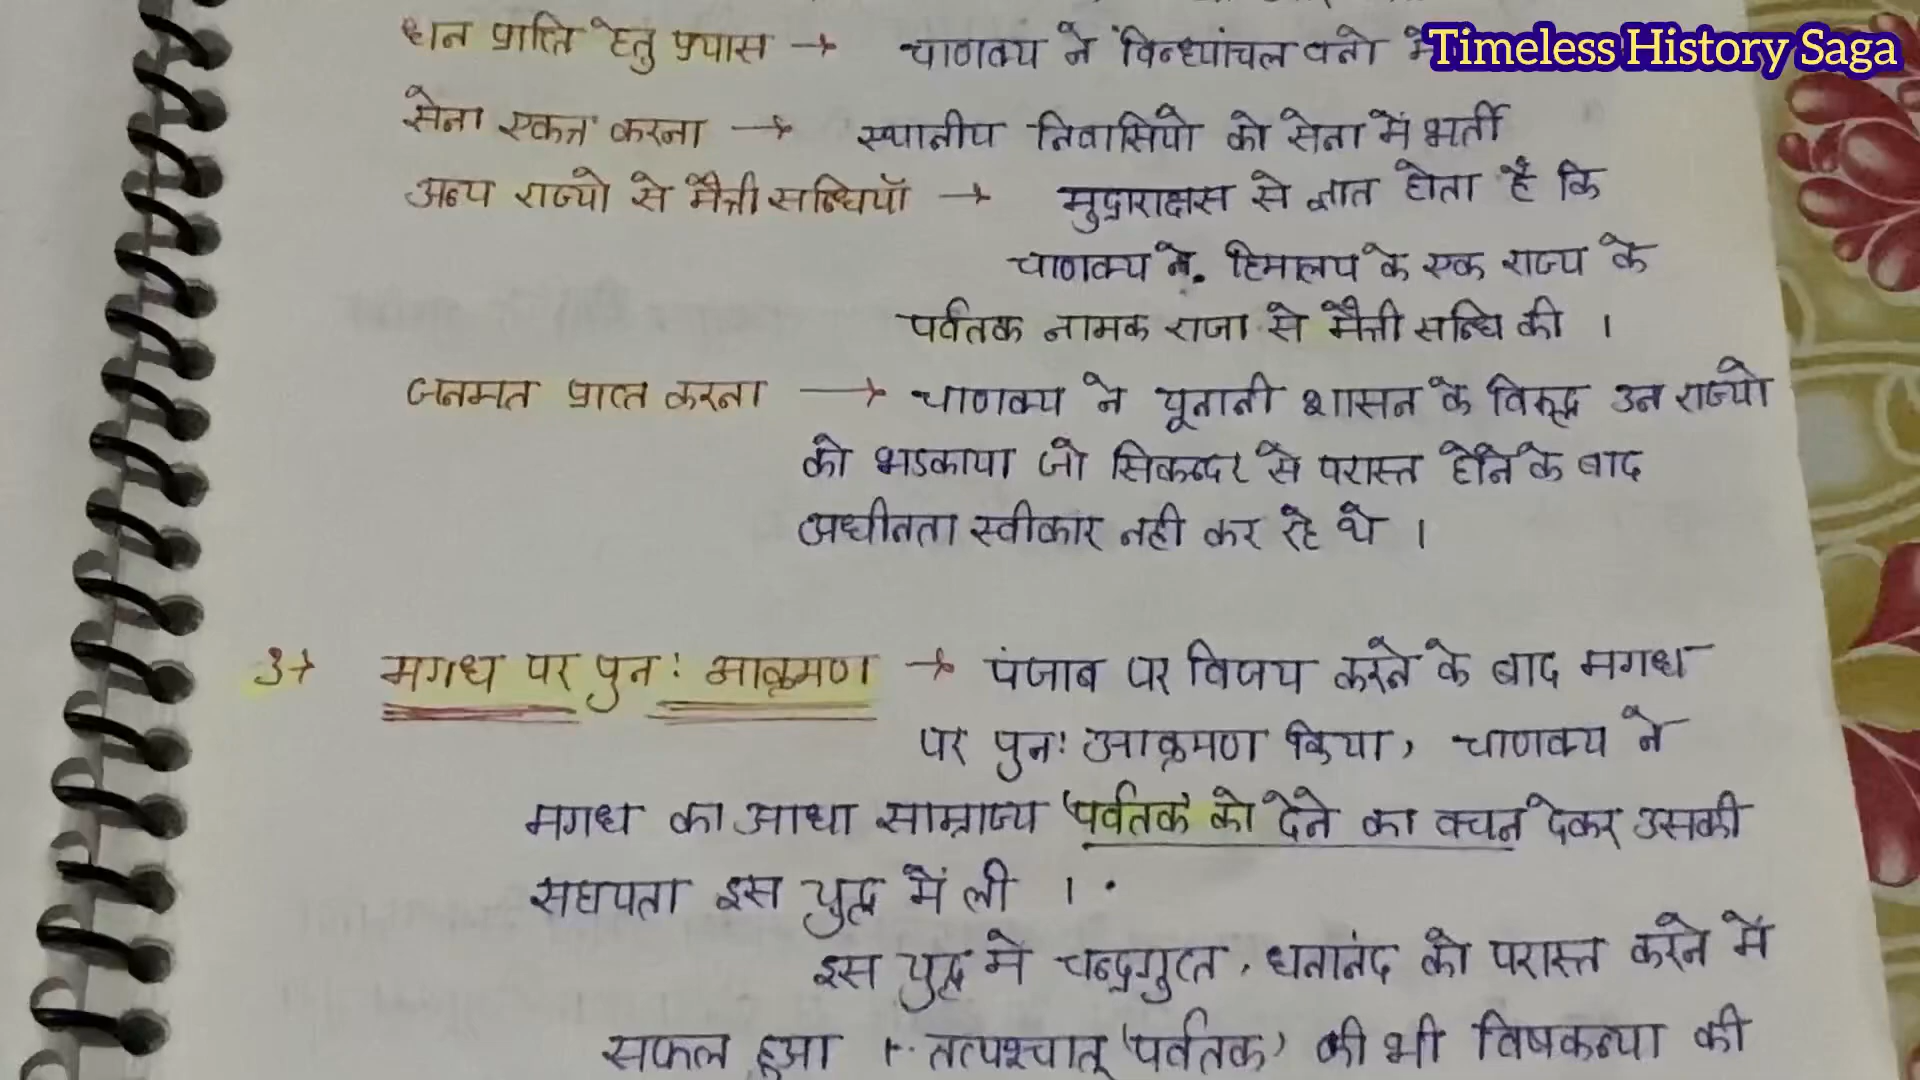 धन प्राप्ति हेतु प्रयास → चाणक्य ने विन्ध्यांचल वनो मे
Timeless History Saga
सेना एकत्र करना → स्थानीय निवासियो को सेना में भर्ती
अन्य राज्यो से मैत्री सन्धियाँ → मुद्राराक्षस से ज्ञात होता है कि
चाणक्य ने हिमालय के एक राज्य के
पर्वतक नामक राजा से मैत्री सन्धि की ।
जनमत प्राप्त करना → चाणक्य ने यूनानी शासन के विरूद्ध उन राज्यो
को भडकाया जो सिकन्दर से परास्त होने के बाद
अधीनता स्वीकार नही कर रहे थे ।
3→ मगध पर पुनः आक्रमण → पंजाब पर विजय करने के बाद मगध
पर पुनः आक्रमण किया, चाणक्य ने
मगध का आधा साम्राज्य 'पर्वतक' को देने का वचन देकर उसकी
सहायता इस युद्ध में ली ।
इस युद्ध मे चन्द्रगुप्त, धनानंद को परास्त करने में
सफल हुआ । तत्पश्चात् 'पर्वतक' की भी विषकन्या की